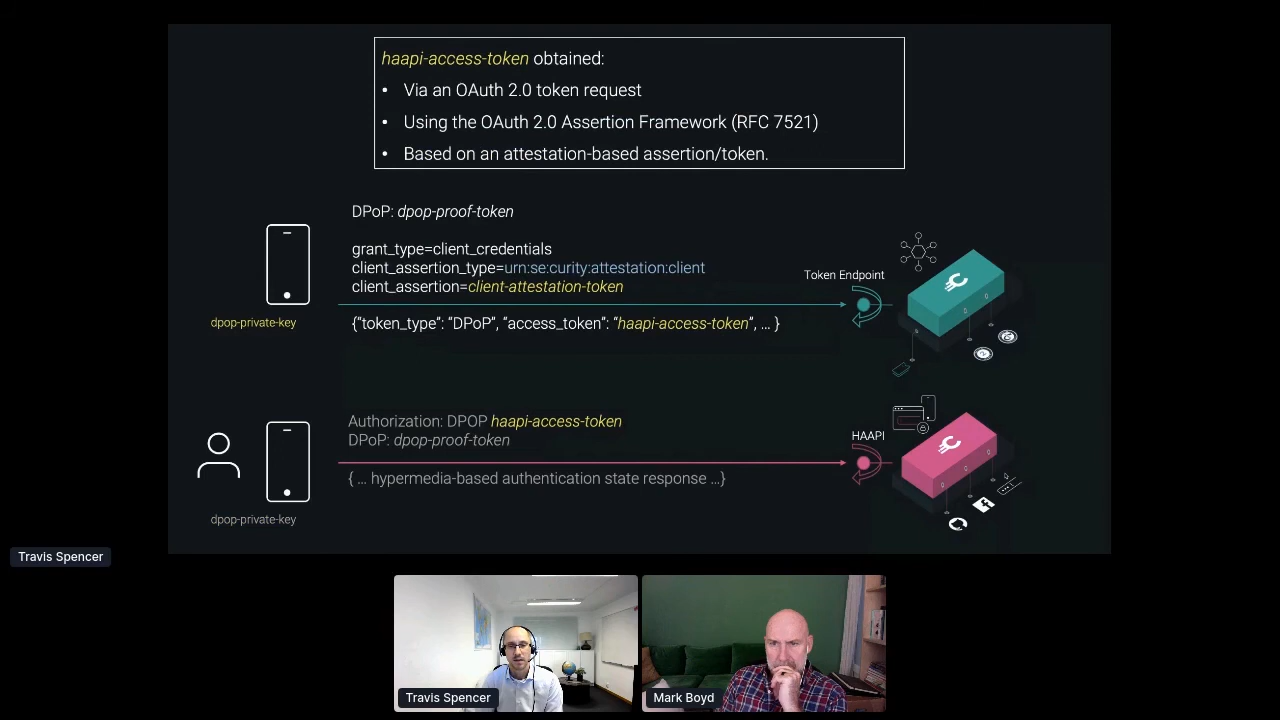 haapi-access-token obtained:
• Via an OAuth 2.0 token request
• Using the OAuth 2.0 Assertion Framework (RFC 7521)
• Based on an attestation-based assertion/token.
DPoP: dpop-proof-token
grant_type=client_credentials
client_assertion_type=urn:se:curity:attestation:client
client_assertion=client-attestation-token
Token Endpoint
dpop-private-key
{“token_type”: “DPoP”, “access_token”: “haapi-access-token”, … }
Authorization: DPOP haapi-access-token
DPoP: dpop-proof-token
HAAPI
{ … hypermedia-based authentication state response …}
dpop-private-key
Travis Spencer
Travis Spencer
Mark Boyd